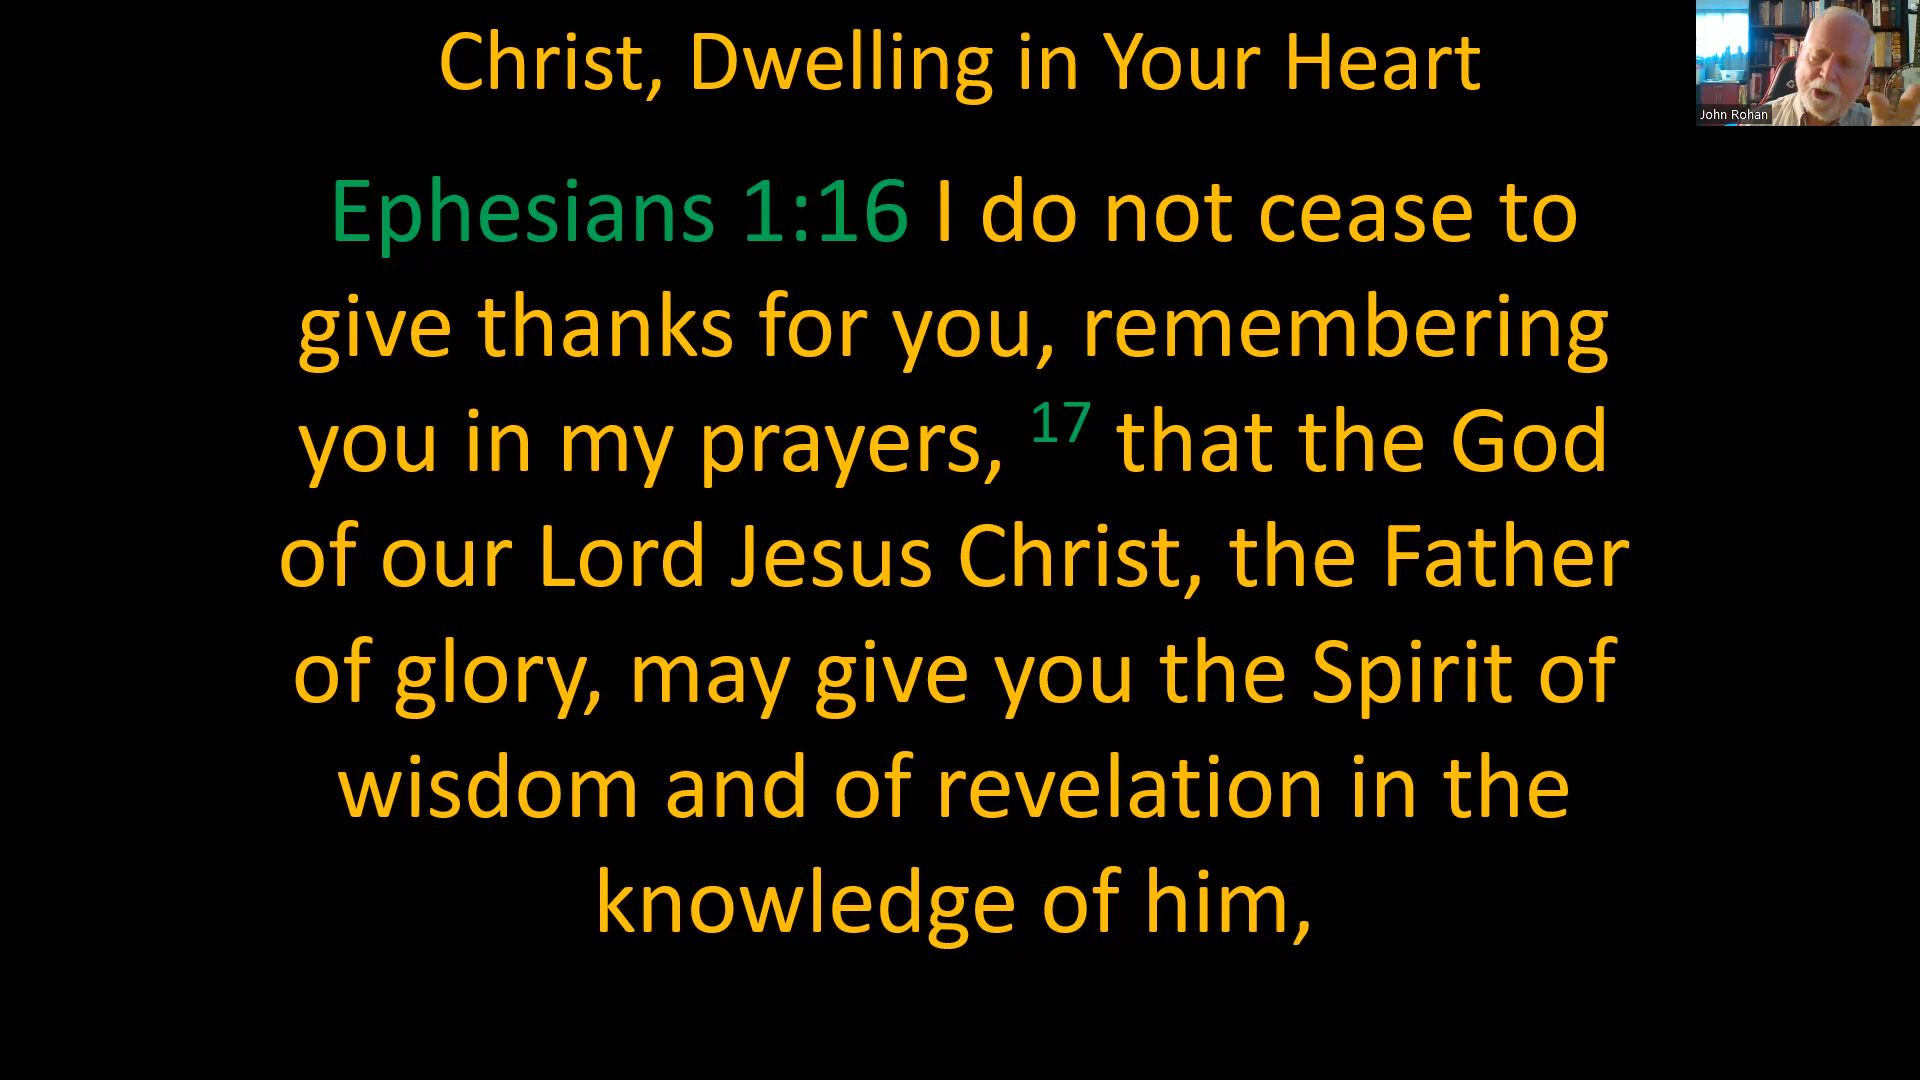 Christ, Dwelling in Your Heart
John Rohan
Ephesians 1:16 I do not cease to
give thanks for you, remembering
you in my prayers, 17 that the God
of our Lord Jesus Christ, the Father
of glory, may give you the Spirit of
wisdom and of revelation in the
knowledge of him,